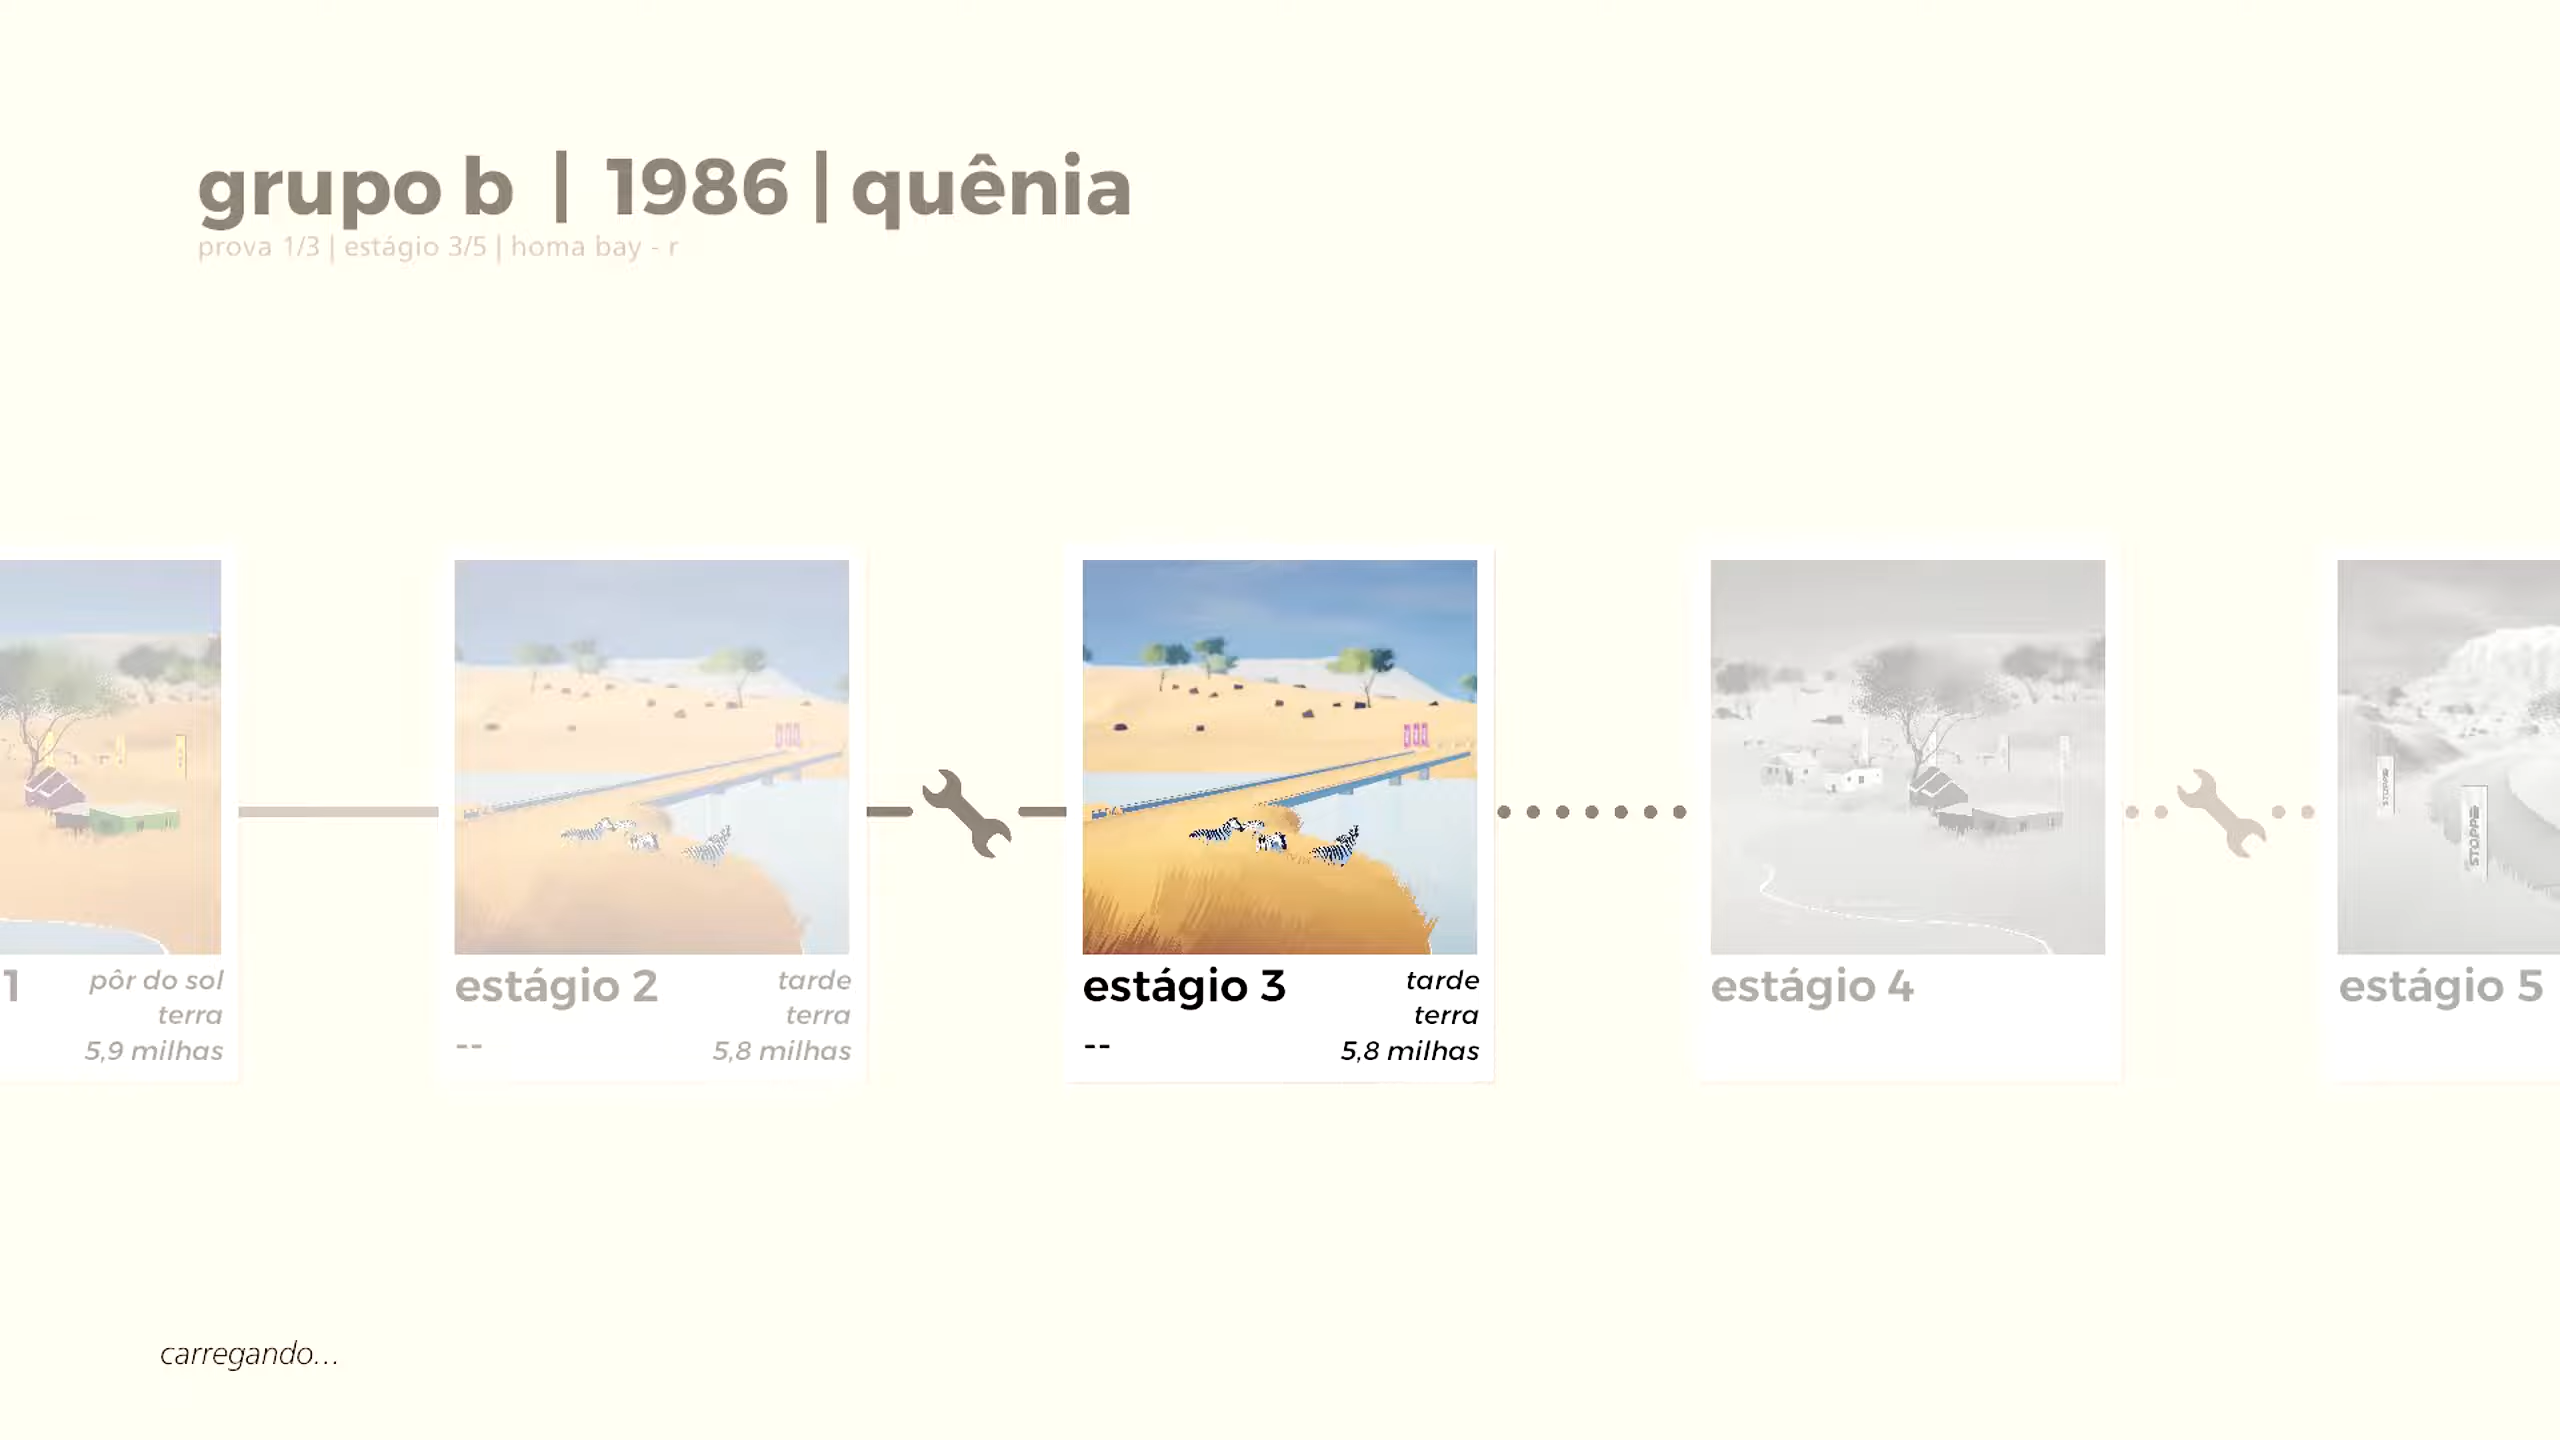 grupo b | 1986 | quênia
prova 1/3 | estágio 3/5 | homa bay - r
STOPPE
STOPPE
1
pôr do sol
terra
5,9 milhas
estágio 2
tarde
terra
--
5,8 milhas
estágio 3
tarde
terra
--
5,8 milhas
estágio 4
estágio 5
carregando...